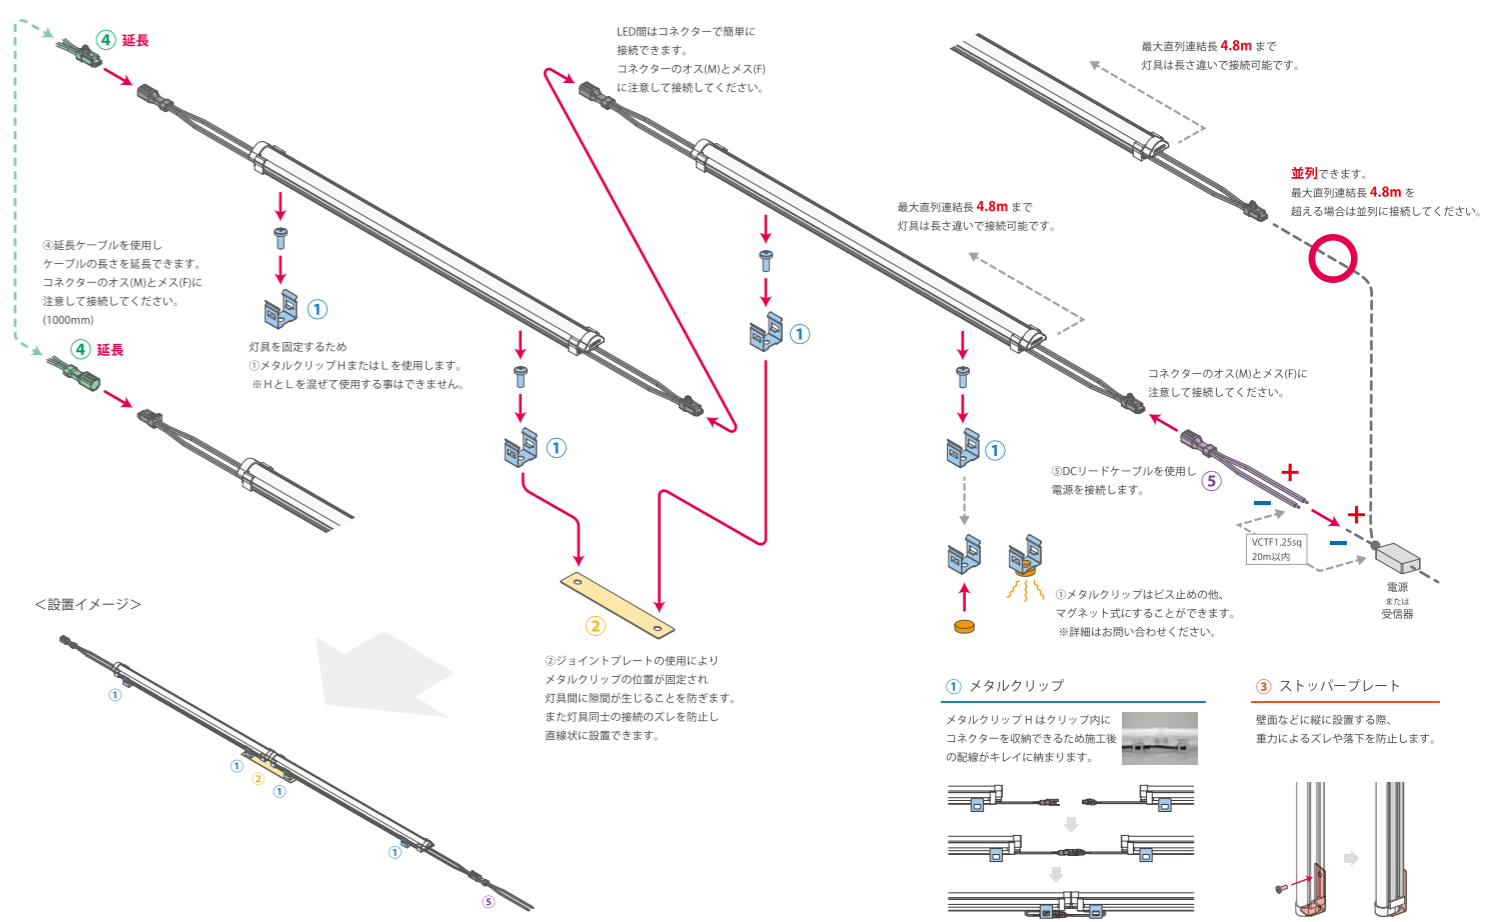 ④ 延長
④延長ケーブルを使用し
ケーブルの長さを延長できます。
コネクターのオス(M)とメス(F)に
注意して接続してください。
(1000mm)
④ 延長
①
灯具を固定するため
①メタルクリップHまたはLを使用します。
※HとLを混ぜて使用する事はできません。
①
LED間はコネクターで簡単に
接続できます。
コネクターのオス(M)とメス(F)
に注意して接続してください。
①
②
②ジョイントプレートの使用により
メタルクリップの位置が固定され
灯具間に隙間が生じることを防ぎます。
また灯具同士の接続のズレを防止し
直線状に設置できます。
最大直列連結長 4.8m まで
灯具は長さ違いで接続可能です。
最大直列連結長 4.8m まで
灯具は長さ違いで接続可能です。
並列できます。
最大直列連結長 4.8m を
超える場合は並列に接続してください。
コネクターのオス(M)とメス(F)に
注意して接続してください。
①
⑤DCリードケーブルを使用し
電源を接続します。
⑤
+
−
+
−
VCTF1.25sq
20m以内
電源
または
受信器
①メタルクリップはビス止めの他、
マグネット式にすることができます。
※詳細はお問い合わせください。
＜設置イメージ＞
①
①
②
①
①
⑤
① メタルクリップ
メタルクリップ H はクリップ内に
コネクターを収納できるため施工後
の配線がキレイに納まります。
③ ストッパープレート
壁面などに縦に設置する際、
重力によるズレや落下を防止します。